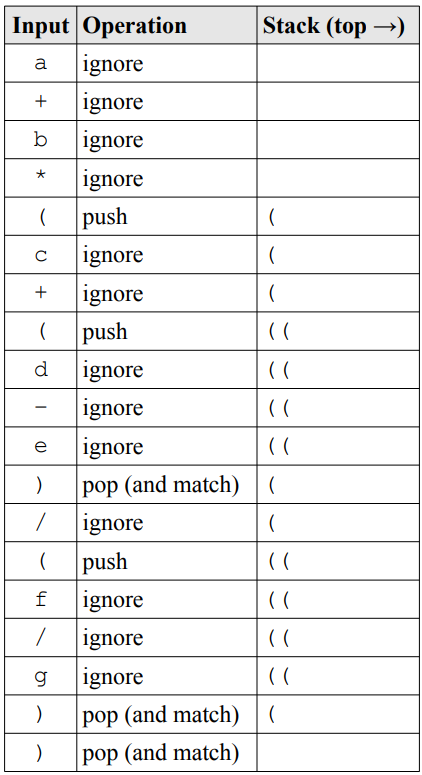 Input Operation Stack (top →)
a ignore
+ ignore
b ignore
* ignore
( push (
c ignore (
+ ignore (
( push ((
d ignore ((
- ignore ((
e ignore ((
) pop (and match) (
/ ignore (
( push ((
f ignore ((
/ ignore ((
g ignore ((
) pop (and match) (
) pop (and match)